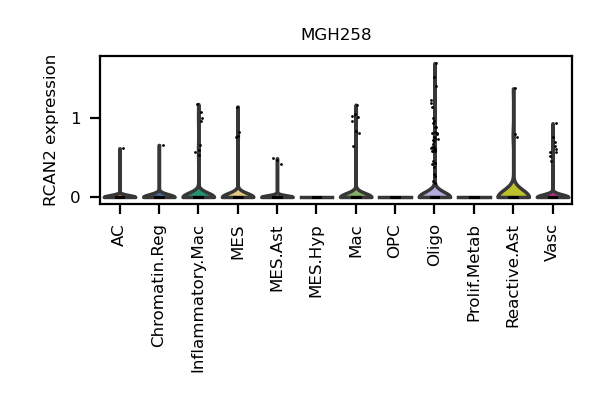 MGH258
RCAN2 expression
1
0
AC
Chromatin.Reg
Inflammatory.Mac
MES
MES.Ast
MES.Hyp
Mac
OPC
Oligo
Prolif.Metab
Reactive.Ast
Vasc